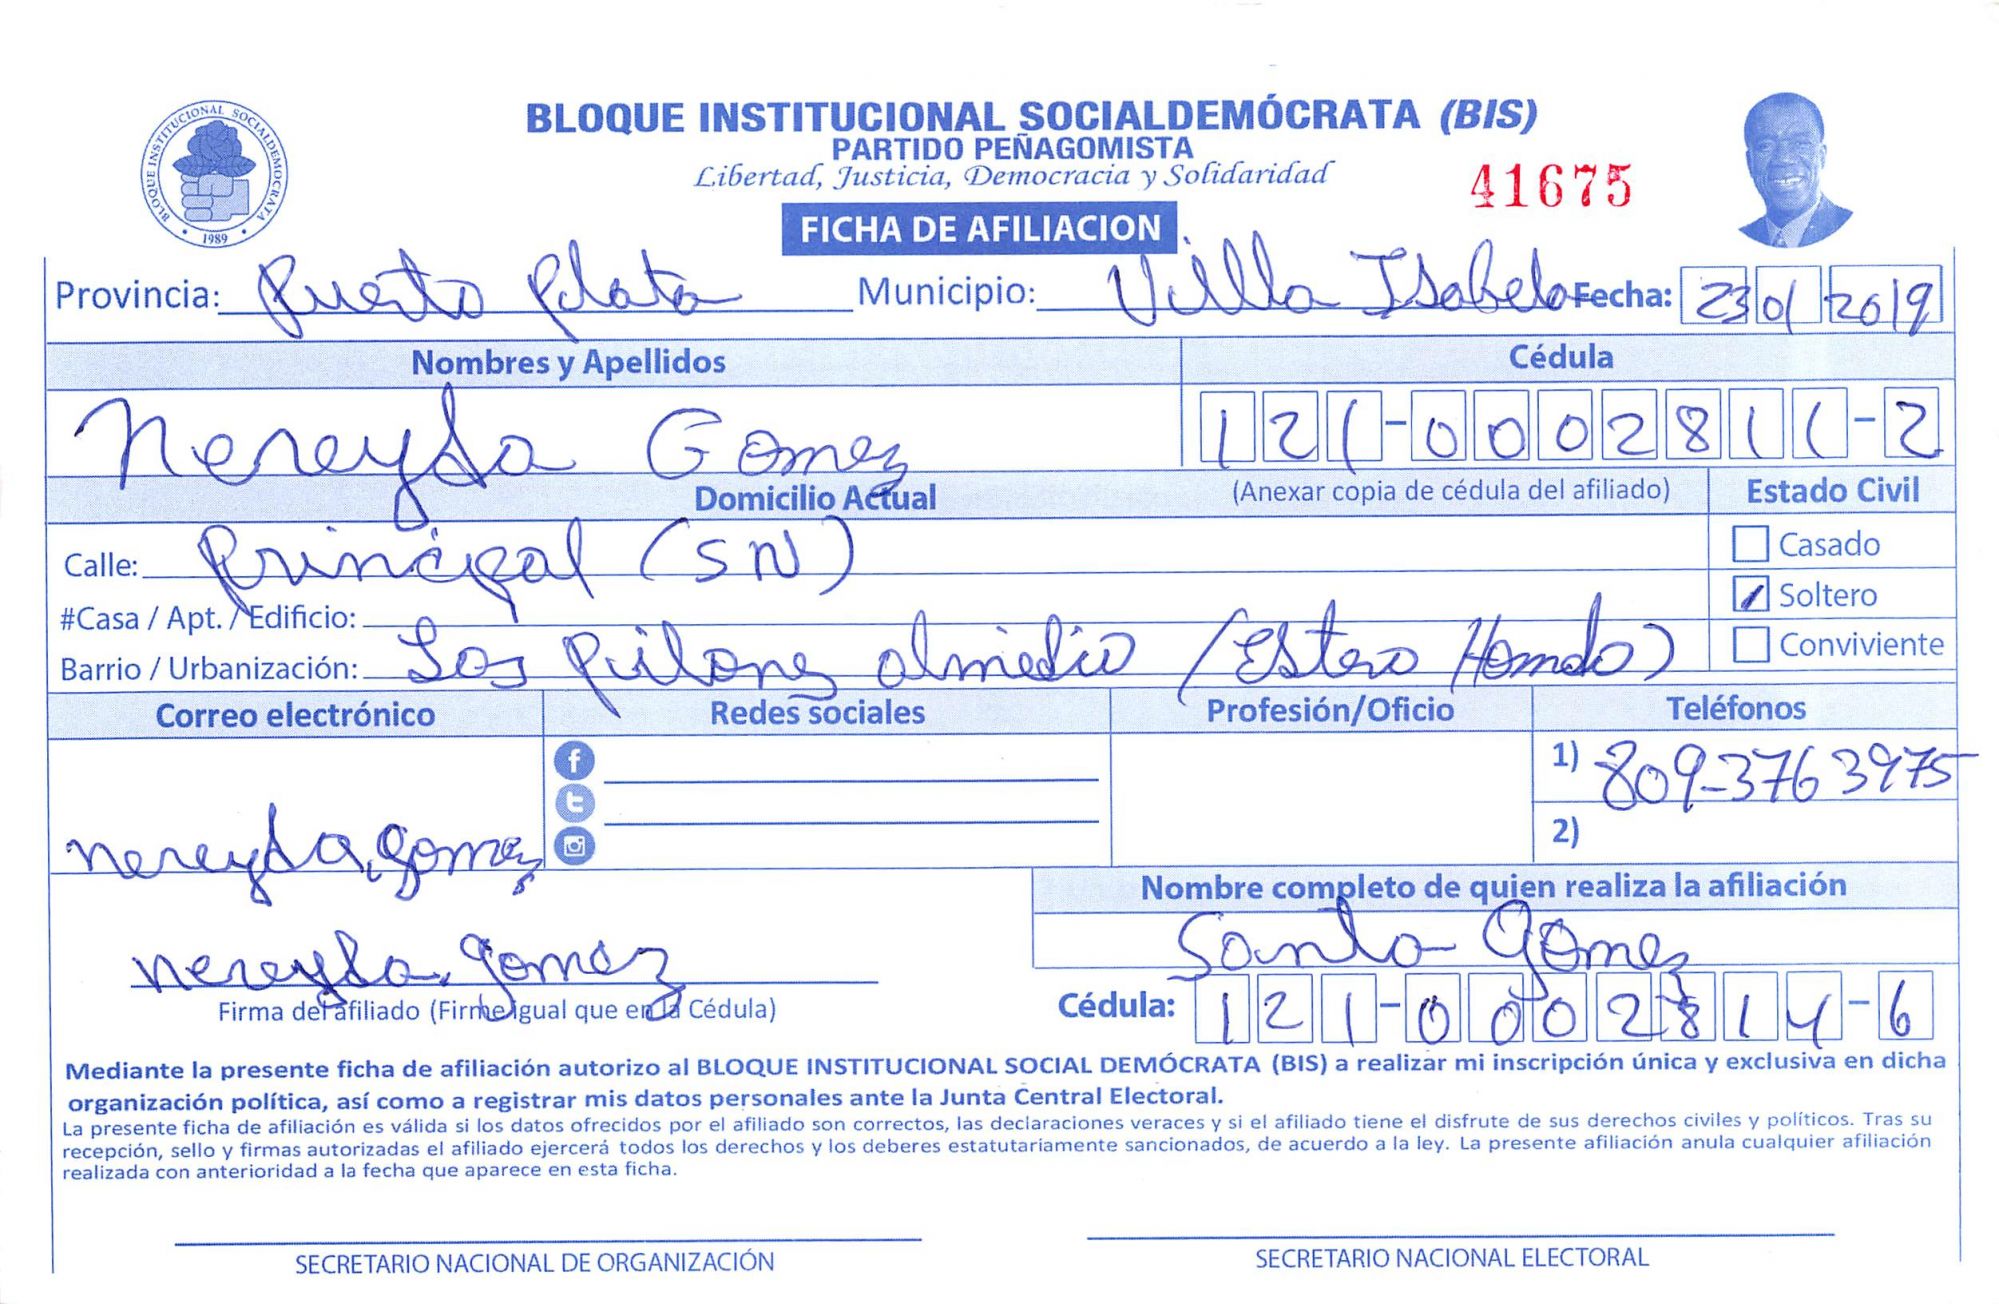 BLOQUE INSTITUCIONAL SOCIALDEMÓCRATA (BIS)
PARTIDO PEÑAGOMISTA
Libertad, Justicia, Democracia y Solidaridad
41675
BLOQUE INSTITUCIONAL SOCIALDEMOCRATA
1989
FICHA DE AFILIACION
Provincia: Puerto Plata Municipio: Villa Isabela Fecha: 23 01 2019
Nombres y Apellidos Cédula
Nereyda Gomez 121-0002811-2
Domicilio Actual (Anexar copia de cédula del afiliado) Estado Civil
Calle: Principal (SN) Casado
#Casa / Apt. / Edificio: Soltero
Barrio / Urbanización: Los pilones almedio (Estero Hondo) Conviviente
Correo electrónico Redes sociales Profesión/Oficio Teléfonos
1) 809-376 3975
2)
nereyda, gomez
Nombre completo de quien realiza la afiliación
Santa Gomez
nereyda, gomez
Firma del afiliado (Firme igual que en la Cédula) Cédula: 121-0002814-6
Mediante la presente ficha de afiliación autorizo al BLOQUE INSTITUCIONAL SOCIAL DEMÓCRATA (BIS) a realizar mi inscripción única y exclusiva en dicha
organización política, así como a registrar mis datos personales ante la Junta Central Electoral.
La presente ficha de afiliación es válida si los datos ofrecidos por el afiliado son correctos, las declaraciones veraces y si el afiliado tiene el disfrute de sus derechos civiles y políticos. Tras su
recepción, sello y firmas autorizadas el afiliado ejercerá todos los derechos y los deberes estatutariamente sancionados, de acuerdo a la ley. La presente afiliación anula cualquier afiliación
realizada con anterioridad a la fecha que aparece en esta ficha.
SECRETARIO NACIONAL DE ORGANIZACIÓN SECRETARIO NACIONAL ELECTORAL